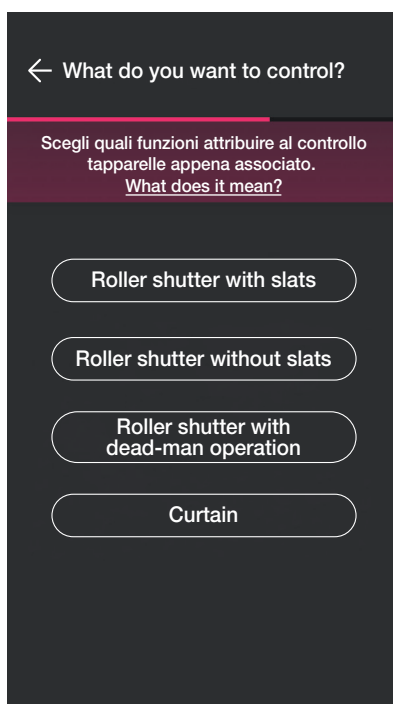 What do you want to control?
Scegli quali funzioni attribuire al controllo
tapparelle appena associato.
What does it mean?
Roller shutter with slats
Roller shutter without slats
Roller shutter with
dead-man operation
Curtain